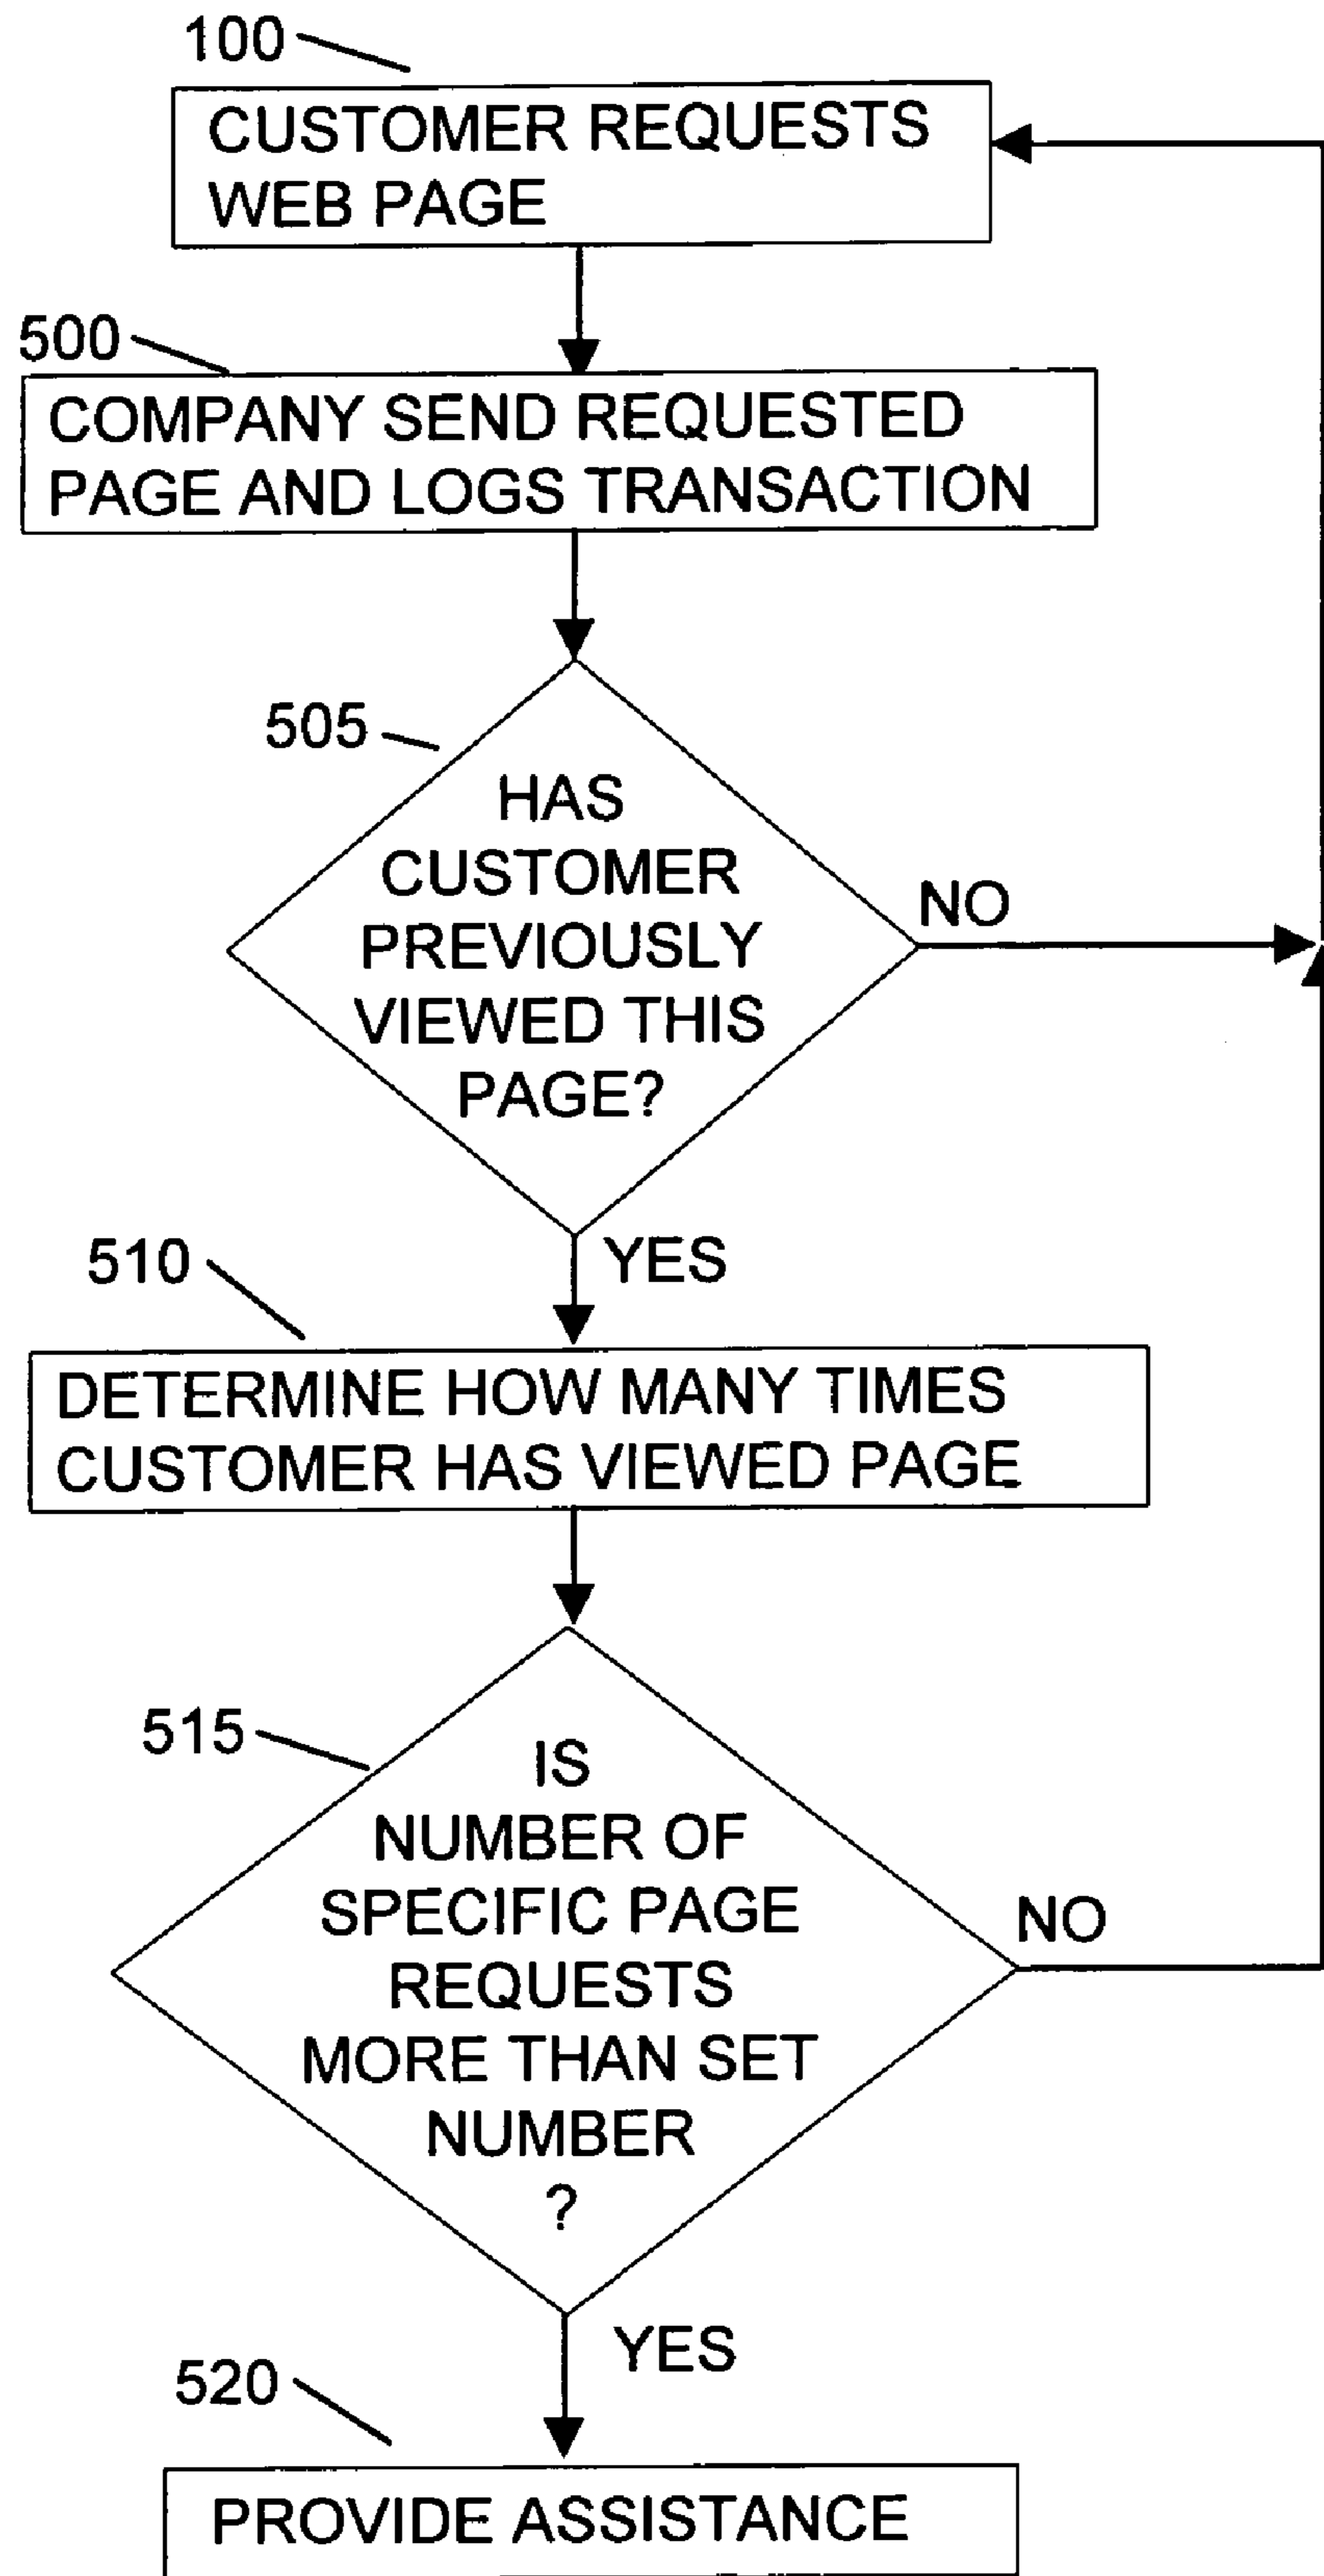 100
CUSTOMER REQUESTS
WEB PAGE
500
COMPANY SEND REQUESTED
PAGE AND LOGS TRANSACTION
505
HAS
CUSTOMER
PREVIOUSLY
VIEWED THIS
PAGE?
NO
YES
510
DETERMINE HOW MANY TIMES
CUSTOMER HAS VIEWED PAGE
515
IS
NUMBER OF
SPECIFIC PAGE
REQUESTS
MORE THAN SET
NUMBER
?
NO
YES
520
PROVIDE ASSISTANCE